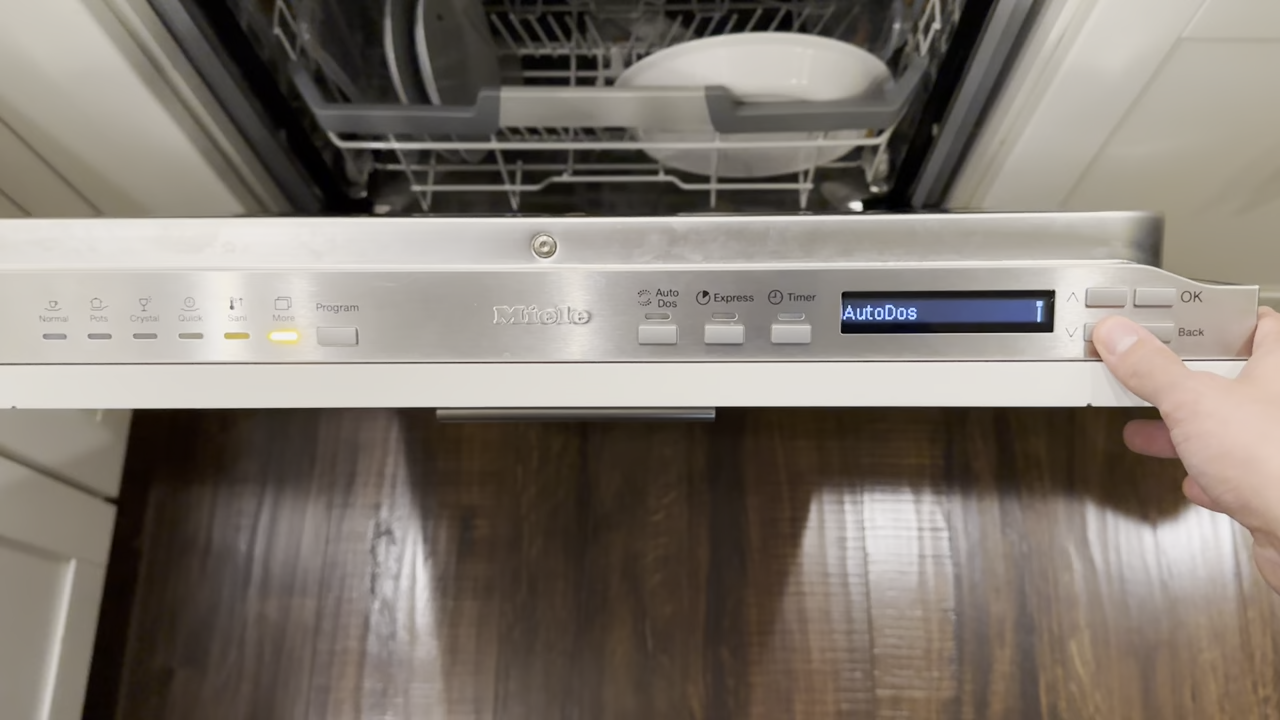 Normal
Pots
Crystal
Quick
Sani
More
Program
Miele
Auto
Dos
Express
Timer
AutoDos
OK
Back